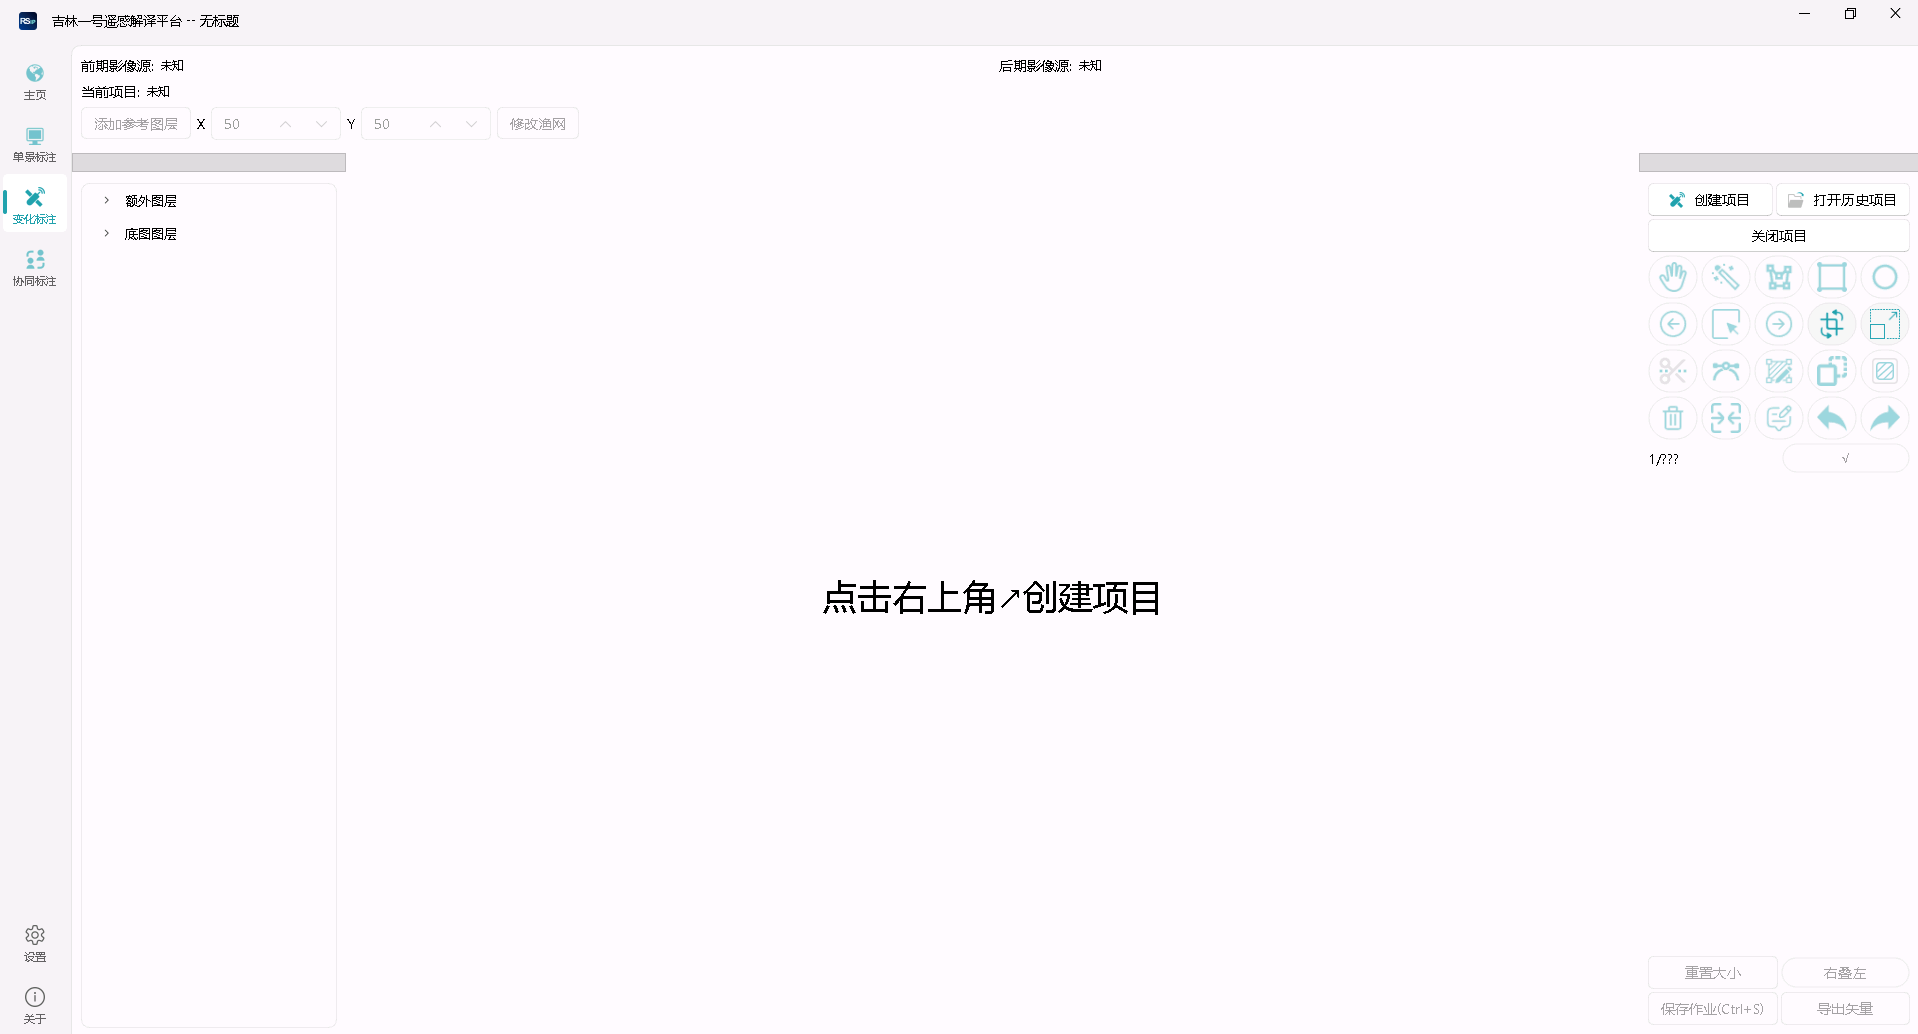 吉林一号遥感解译平台 -- 无标题
主页
单景标注
变化标注
协同标注
设置
关于
前期影像源: 未知
后期影像源: 未知
当前项目: 未知
添加参考图层 X 50 Y 50 修改渔网
额外图层
底图图层
点击右上角↗创建项目
创建项目 打开历史项目
关闭项目
1/??? √
重置大小 右叠左
保存作业(Ctrl+S) 导出矢量